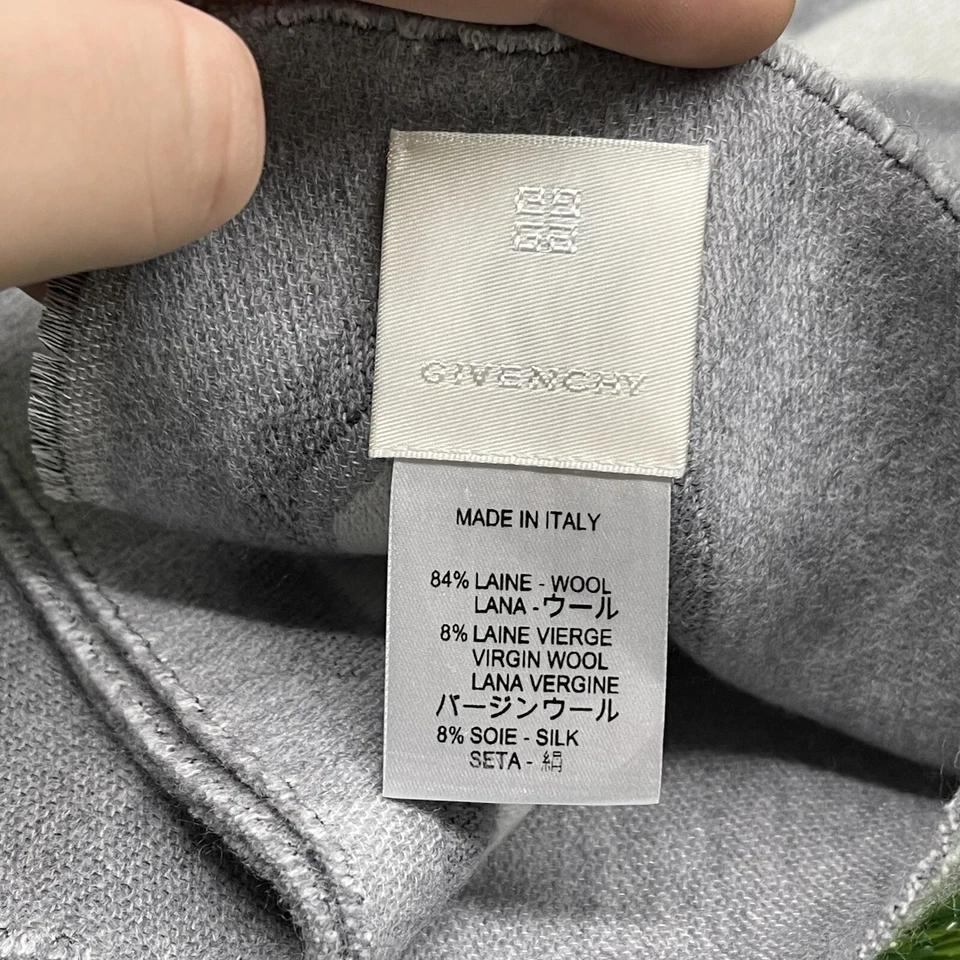 GIVENCHY
MADE IN ITALY
84% LAINE - WOOL
LANA - ウール
8% LAINE VIERGE
VIRGIN WOOL
LANA VERGINE
バージンウール
8% SOIE - SILK
SETA - 絹